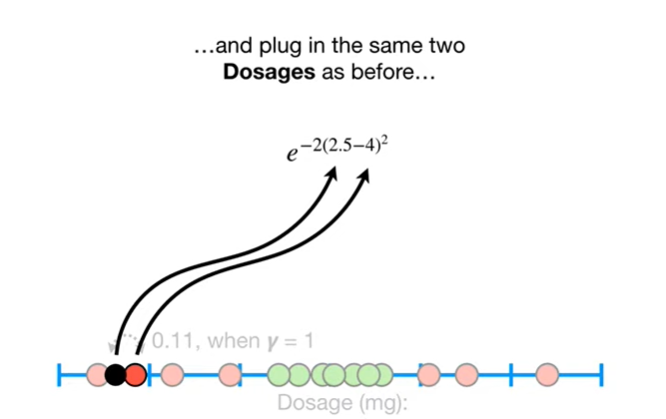 …and plug in the same two
Dosages as before…
e^{-2(2.5-4)^2}
0.11, when γ = 1
Dosage (mg):